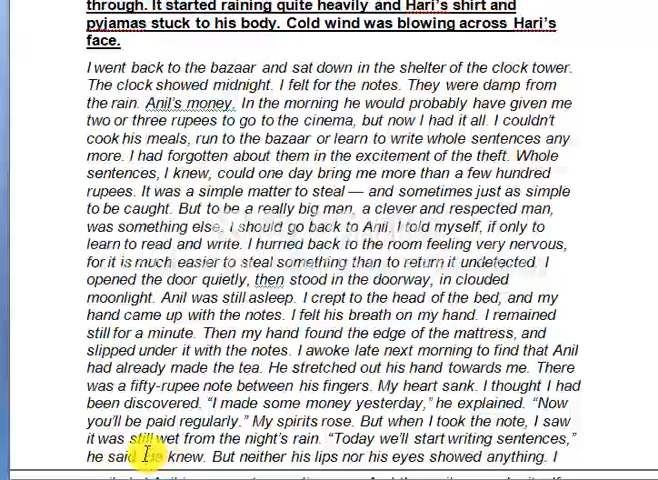 through. It started raining quite heavily and Hari's shirt and
pyjamas stuck to his body. Cold wind was blowing across Hari's
face.
I went back to the bazaar and sat down in the shelter of the clock tower.
The clock showed midnight. I felt for the notes. They were damp from
the rain. Anil's money. In the morning he would probably have given me
two or three rupees to go to the cinema, but now I had it all. I couldn't
cook his meals, run to the bazaar or learn to write whole sentences any
more. I had forgotten about them in the excitement of the theft. Whole
sentences, I knew, could one day bring me more than a few hundred
rupees. It was a simple matter to steal — and sometimes just as simple
to be caught. But to be a really big man, a clever and respected man,
was something else. I should go back to Anil, I told myself, if only to
learn to read and write. I hurried back to the room feeling very nervous,
for it is much easier to steal something than to return it undetected. I
opened the door quietly, then stood in the doorway, in clouded
moonlight. Anil was still asleep. I crept to the head of the bed, and my
hand came up with the notes. I felt his breath on my hand. I remained
still for a minute. Then my hand found the edge of the mattress, and
slipped under it with the notes. I awoke late next morning to find that Anil
had already made the tea. He stretched out his hand towards me. There
was a fifty-rupee note between his fingers. My heart sank. I thought I had
been discovered. “I made some money yesterday,” he explained. “Now
you'll be paid regularly.” My spirits rose. But when I took the note, I saw
it was still wet from the night's rain. “Today we'll start writing sentences,”
he said knew. But neither his lips nor his eyes showed anything. I